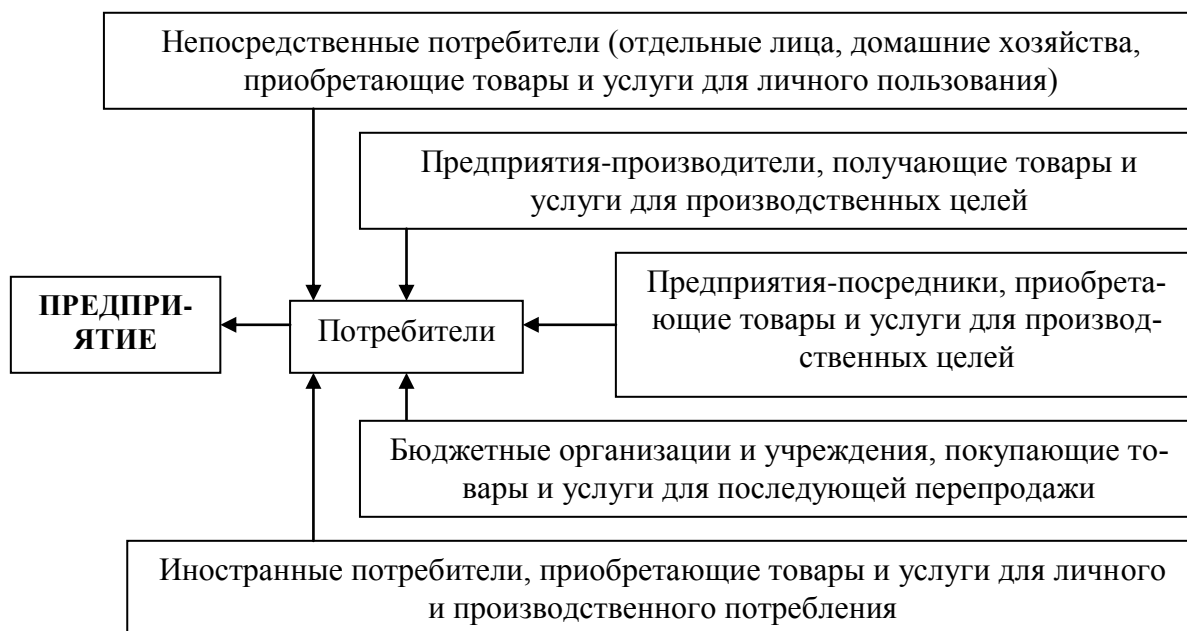 Непосредственные потребители (отдельные лица, домашние хозяйства,
приобретающие товары и услуги для личного пользования)
Предприятия-производители, получающие товары и
услуги для производственных целей
ПРЕДПРИ-
ЯТИЕ
Потребители
Предприятия-посредники, приобрета-
ющие товары и услуги для производ-
ственных целей
Бюджетные организации и учреждения, покупающие то-
вары и услуги для последующей перепродажи
Иностранные потребители, приобретающие товары и услуги для личного
и производственного потребления